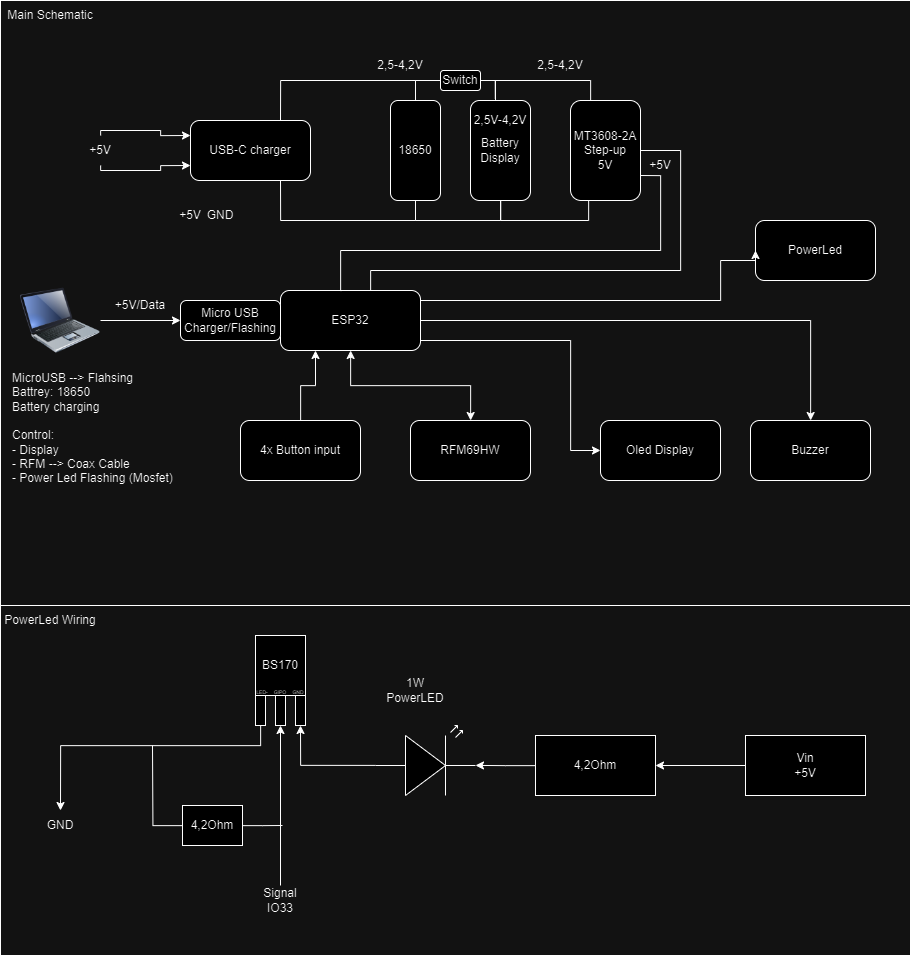 Main Schematic
2,5-4,2V
2,5-4,2V
Switch
+5V
USB-C charger
18650
2,5V-4,2V
Battery
Display
MT3608-2A
Step-up
5V
+5V
+5V  GND
PowerLed
+5V/Data
Micro USB
Charger/Flashing
ESP32
MicroUSB --> Flahsing
Battrey: 18650
Battery charging
Control:
- Display
- RFM --> Coax Cable
- Power Led Flashing (Mosfet)
4x Button input
RFM69HW
Oled Display
Buzzer
PowerLed Wiring
BS170
LED-
GIPO
GND
1W
PowerLED
4,2Ohm
Vin
+5V
GND
4,2Ohm
Signal
IO33